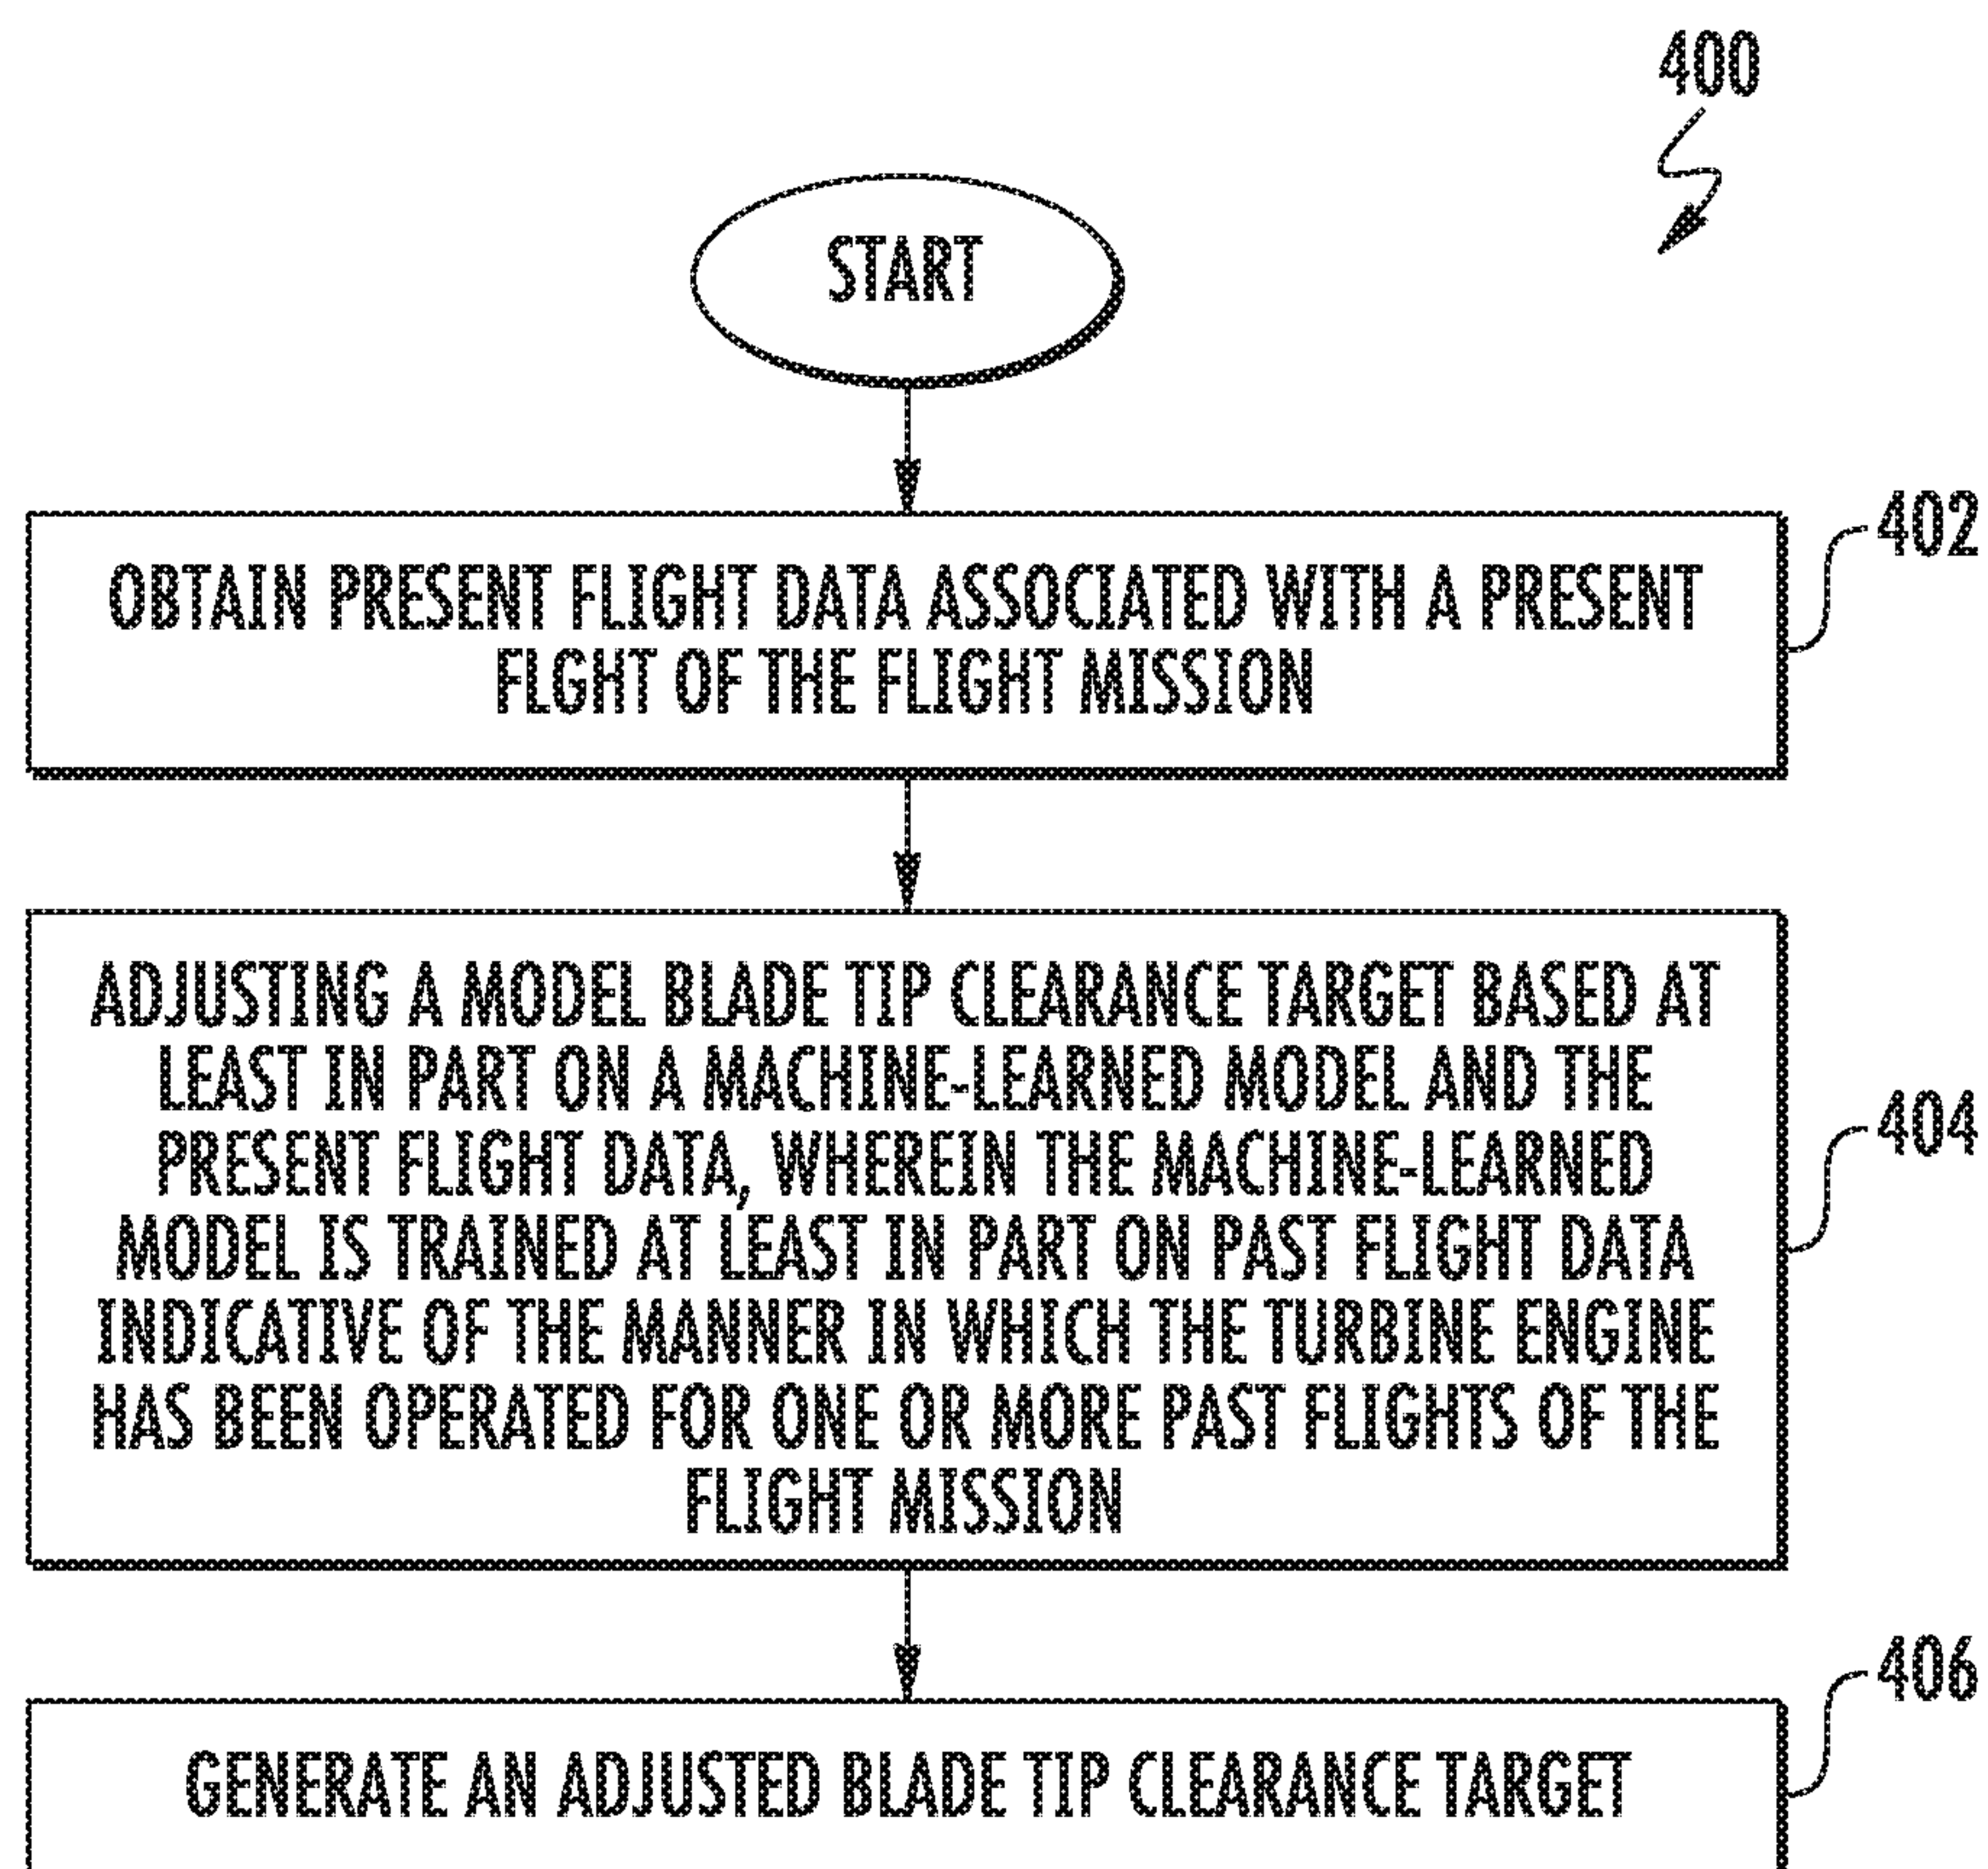 400
START
402
OBTAIN PRESENT FLIGHT DATA ASSOCIATED WITH A PRESENT
FLGHT OF THE FLIGHT MISSION
ADJUSTING A MODEL BLADE TIP CLEARANCE TARGET BASED AT
LEAST IN PART ON A MACHINE-LEARNED MODEL AND THE
PRESENT FLIGHT DATA, WHEREIN THE MACHINE-LEARNED
MODEL IS TRAINED AT LEAST IN PART ON PAST FLIGHT DATA
INDICATIVE OF THE MANNER IN WHICH THE TURBINE ENGINE
HAS BEEN OPERATED FOR ONE OR MORE PAST FLIGHTS OF THE
FLIGHT MISSION
404
406
GENERATE AN ADJUSTED BLADE TIP CLEARANCE TARGET